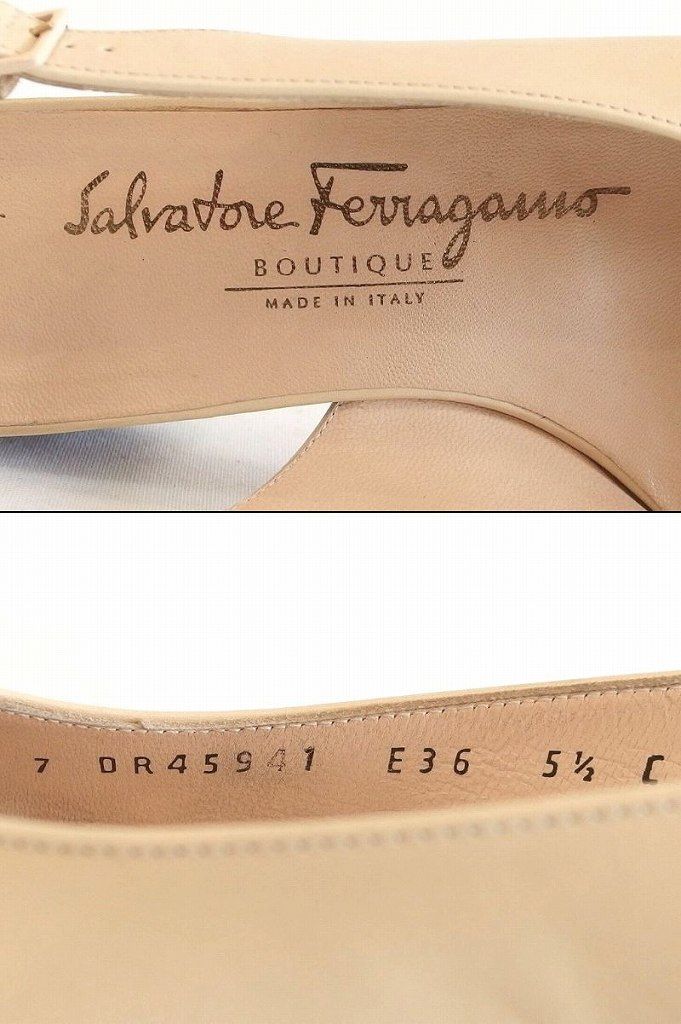 Salvatore Ferragamo
BOUTIQUE
MADE IN ITALY
7 DR45941 E36 5½ C